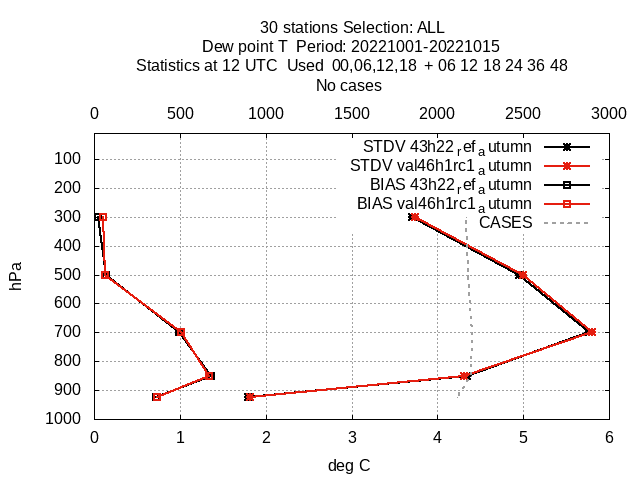 30 stations Selection: ALL
Dew point T  Period: 20221001-20221015
Statistics at 12 UTC  Used  00,06,12,18  + 06 12 18 24 36 48
No cases
0 500 1000 1500 2000 2500 3000
STDV 43h22_ref_autumn
STDV val46h1rc1_autumn
BIAS 43h22_ref_autumn
BIAS val46h1rc1_autumn
CASES
100
200
300
400
500
600
700
800
900
1000
hPa
0 1 2 3 4 5 6
deg C